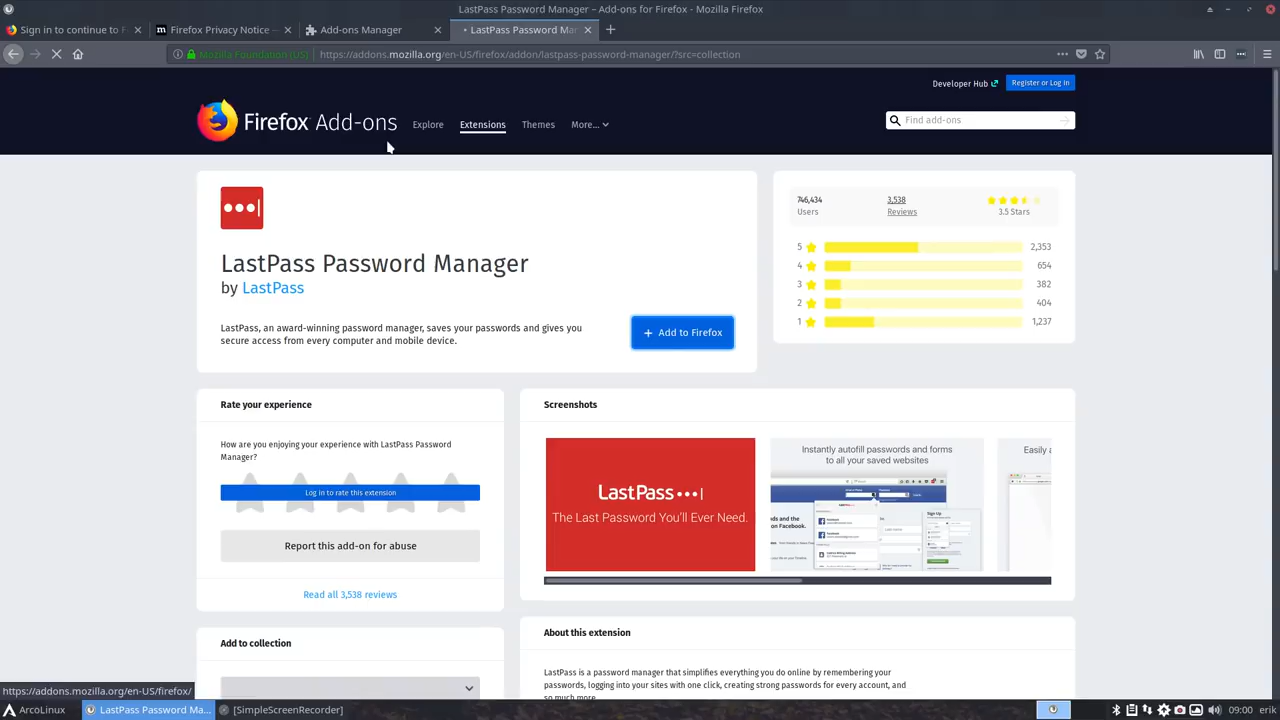 LastPass Password Manager – Add-ons for Firefox - Mozilla Firefox
Sign in to continue to F
Firefox Privacy Notice —
Add-ons Manager
LastPass Password Man
Mozilla Foundation (US)
https://addons.mozilla.org/en-US/firefox/addon/lastpass-password-manager/?src=collection
Developer Hub
Register or Log in
Firefox Add-ons
Explore
Extensions
Themes
More...
Find add-ons
LastPass Password Manager
by LastPass
LastPass, an award-winning password manager, saves your passwords and gives you
secure access from every computer and mobile device.
+ Add to Firefox
746,434
Users
3,538
Reviews
3.5 Stars
5 2,353
4 654
3 382
2 404
1 1,237
Rate your experience
How are you enjoying your experience with LastPass Password
Manager?
Log in to rate this extension
Report this add-on for abuse
Read all 3,538 reviews
Add to collection
Screenshots
LastPass
The Last Password You'll Ever Need.
Instantly autofill passwords and forms
to all your saved websites
Easily a
About this extension
LastPass is a password manager that simplifies everything you do online by remembering your
passwords, logging into your sites with one click, creating strong passwords for every account, and
so much more.
https://addons.mozilla.org/en-US/firefox/
ArcoLinux
LastPass Password Ma...
[SimpleScreenRecorder]
09:00
erik